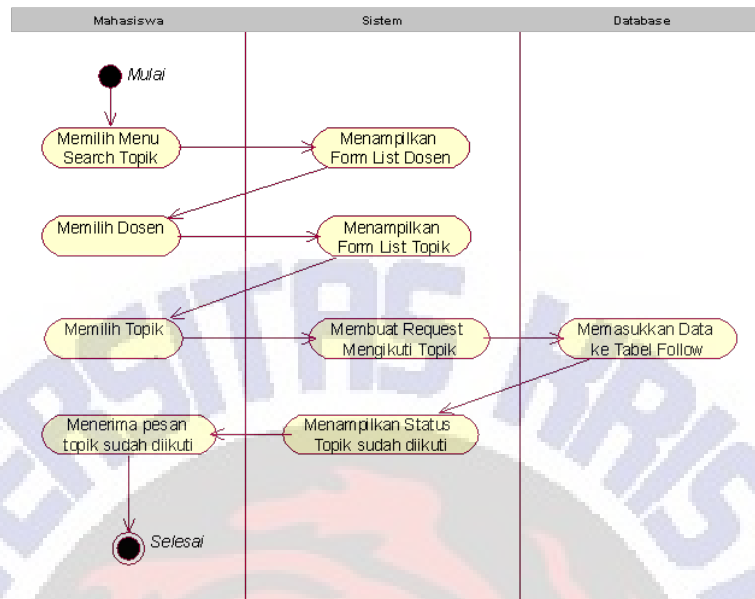 Mahasiswa
Sistem
Database
Mulai
Memilih Menu
Search Topik
Menampilkan
Form List Dosen
Memilih Dosen
Menampilkan
Form List Topik
Memilih Topik
Membuat Request
Mengikuti Topik
Memasukkan Data
ke Tabel Follow
Menerima pesan
topik sudah diikuti
Menampilkan Status
Topik sudah diikuti
Selesai
ERSITAS KRIS